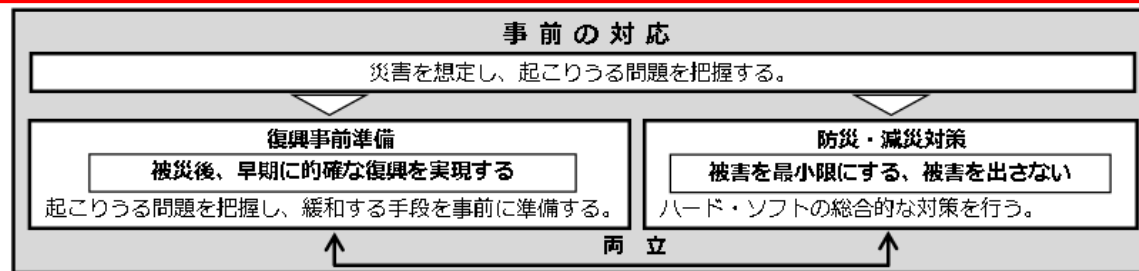 事前の対応
災害を想定し、起こりうる問題を把握する。
復興事前準備
被災後、早期に的確な復興を実現する
起こりうる問題を把握し、緩和する手段を事前に準備する。
防災・減災対策
被害を最小限にする、被害を出さない
ハード・ソフトの総合的な対策を行う。
両立